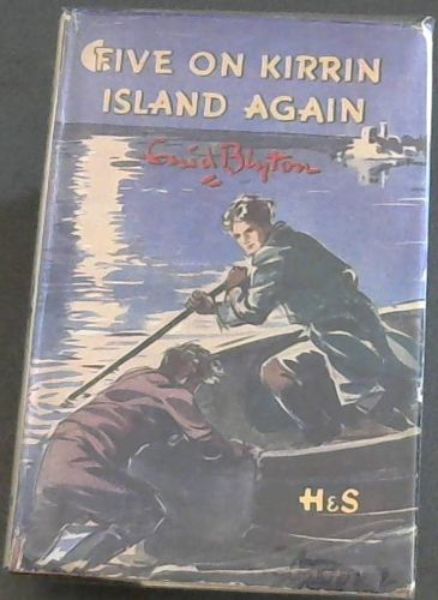 FIVE ON KIRRIN
ISLAND AGAIN
Enid Blyton
H&S